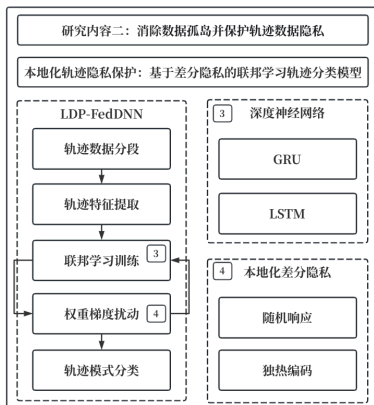 研究内容二：消除数据孤岛并保护轨迹数据隐私
本地化轨迹隐私保护：基于差分隐私的联邦学习轨迹分类模型
LDP-FedDNN
轨迹数据分段
轨迹特征提取
联邦学习训练
3
权重梯度扰动
4
轨迹模式分类
3
深度神经网络
GRU
LSTM
4
本地化差分隐私
随机响应
独热编码